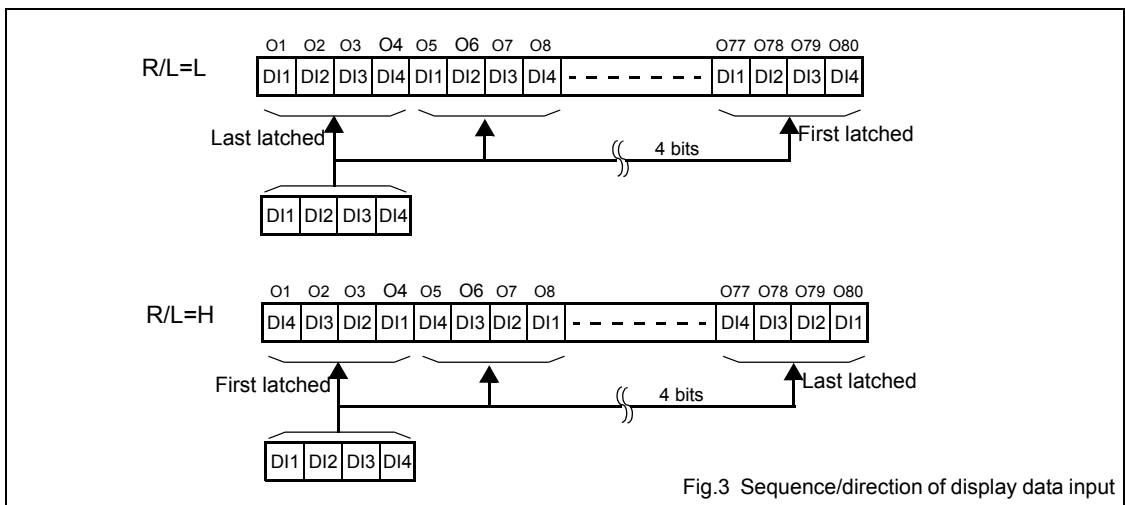 O1 O2 O3 O4 O5 O6 O7 O8 O77 O78 O79 O80
R/L=L
DI1 DI2 DI3 DI4 DI1 DI2 DI3 DI4 - - - - - - - - DI1 DI2 DI3 DI4
Last latched
First latched
4 bits
DI1 DI2 DI3 DI4
O1 O2 O3 O4 O5 O6 O7 O8 O77 O78 O79 O80
R/L=H
DI4 DI3 DI2 DI1 DI4 DI3 DI2 DI1 - - - - - - - - DI4 DI3 DI2 DI1
First latched
Last latched
4 bits
DI1 DI2 DI3 DI4
Fig.3 Sequence/direction of display data input